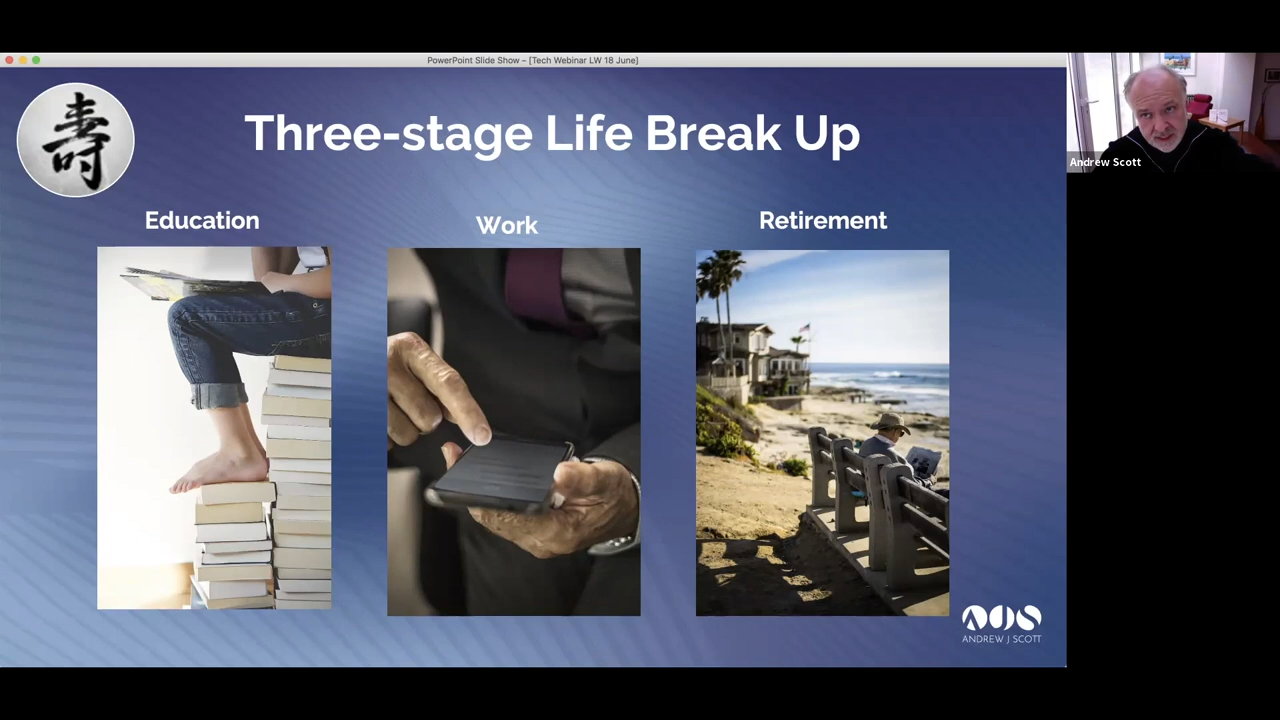 PowerPoint Slide Show – [Tech Webinar LW 18 June]
壽
Three-stage Life Break Up
Education
Work
Retirement
Andrew Scott
AJS
ANDREW J SCOTT